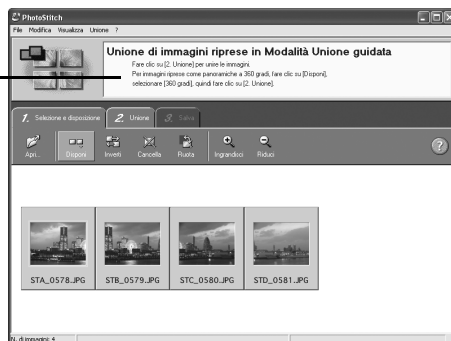 PhotoStitch
File Modifica Visualizza Unione ?
Unione di immagini riprese in Modalità Unione guidata
Fare clic su [2. Unione] per unire le immagini.
Per immagini riprese come panoramiche a 360 gradi, fare clic su [Disponi],
selezionare [360 gradi], quindi fare clic su [2. Unione].
1. Selezione e disposizione 2. Unione 3. Salva
Apri... Disponi Inverti Cancella Ruota Ingrandisci Riduci ?
STA_0578.JPG STB_0579.JPG STC_0580.JPG STD_0581.JPG
N. di immagini: 4